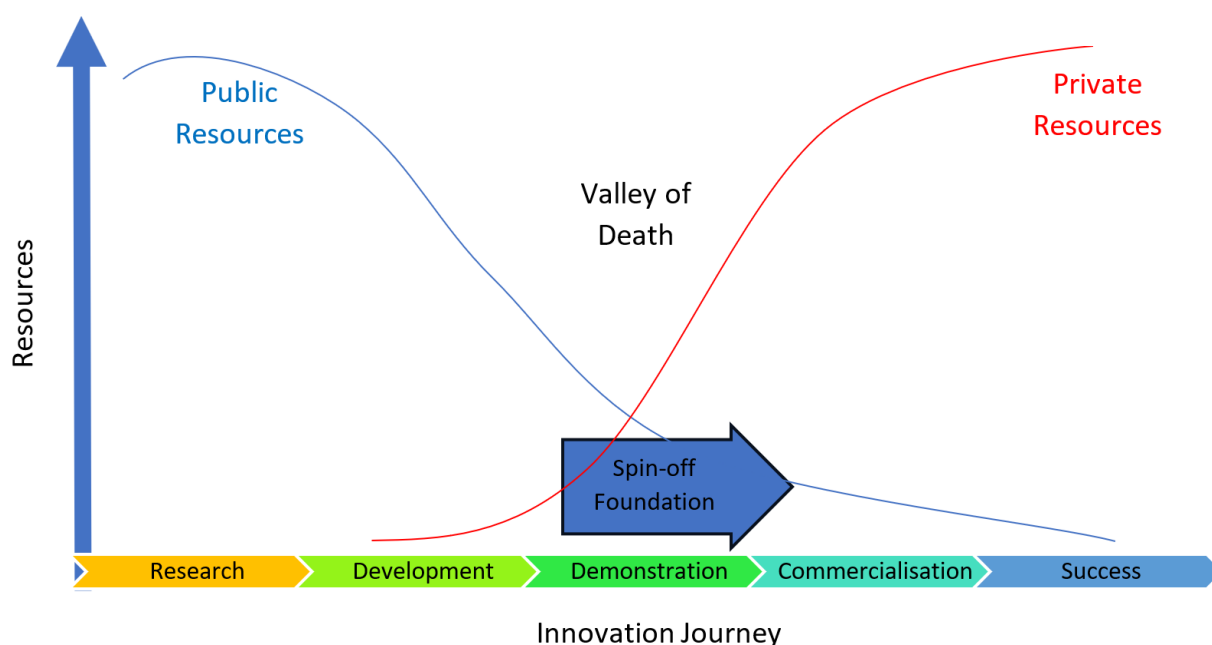 Public
Resources
Private
Resources
Valley of
Death
Resources
Spin-off
Foundation
Research
Development
Demonstration
Commercialisation
Success
Innovation Journey